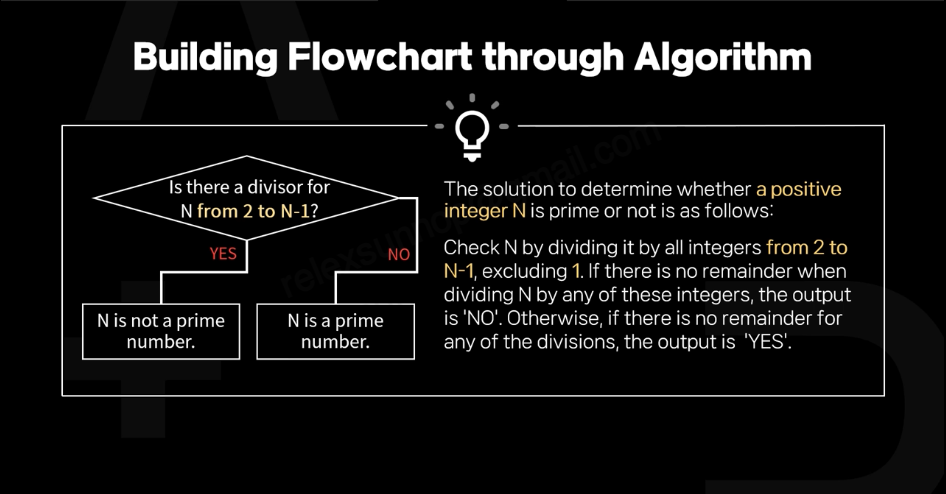 Building Flowchart through Algorithm
Is there a divisor for
N from 2 to N-1?
YES
NO
N is not a prime
number.
N is a prime
number.
The solution to determine whether a positive
integer N is prime or not is as follows:
Check N by dividing it by all integers from 2 to
N-1, excluding 1. If there is no remainder when
dividing N by any of these integers, the output
is 'NO'. Otherwise, if there is no remainder for
any of the divisions, the output is 'YES'.